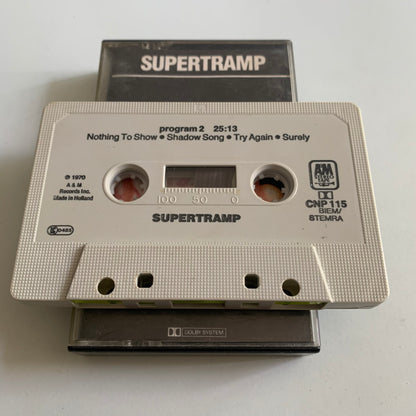 SUPERTRAMP
program 2 25:13
Nothing To Show • Shadow Song • Try Again • Surely
℗ 1970
A & M
Records Inc.
Made in Holland
A&M
CNP 115
BIEM/
STEMRA
100 50 0
SUPERTRAMP
DOLBY SYSTEM